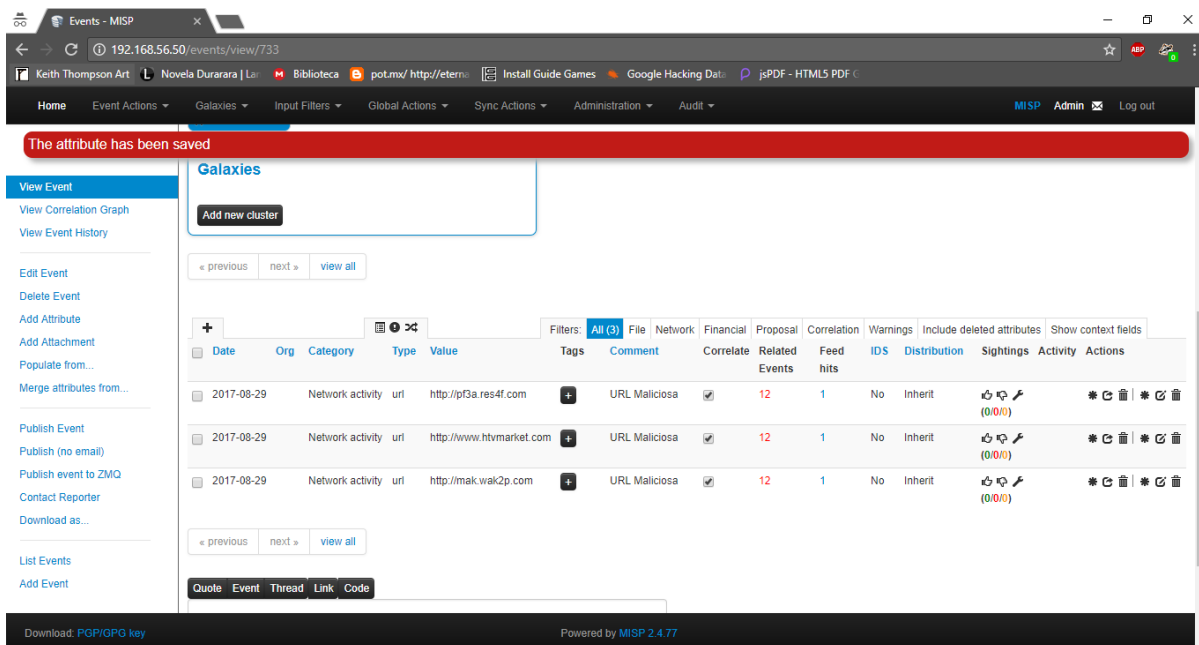 Events - MISP
192.168.56.50/events/view/733
ABP
0
Keith Thompson Art
Novela Durarara | La
Biblioteca
pot.mx/ http://eterna
Install Guide Games
Google Hacking Data
jsPDF - HTML5 PDF G
Home Event Actions Galaxies Input Filters Global Actions Sync Actions Administration Audit MISP Admin Log out
The attribute has been saved
View Event
View Correlation Graph
View Event History
Edit Event
Delete Event
Add Attribute
Add Attachment
Populate from...
Merge attributes from...
Publish Event
Publish (no email)
Publish event to ZMQ
Contact Reporter
Download as...
List Events
Add Event
Galaxies
Add new cluster
« previous next » view all
+ Filters: All (3) File Network Financial Proposal Correlation Warnings Include deleted attributes Show context fields
Date Org Category Type Value Tags Comment Correlate Related Events Feed hits IDS Distribution Sightings Activity Actions
2017-08-29 Network activity url http://pf3a.res4f.com + URL Maliciosa 12 1 No Inherit
(0/0/0)
2017-08-29 Network activity url http://www.htvmarket.com + URL Maliciosa 12 1 No Inherit
(0/0/0)
2017-08-29 Network activity url http://mak.wak2p.com + URL Maliciosa 12 1 No Inherit
(0/0/0)
« previous next » view all
Quote Event Thread Link Code
Download: PGP/GPG key
Powered by MISP 2.4.77